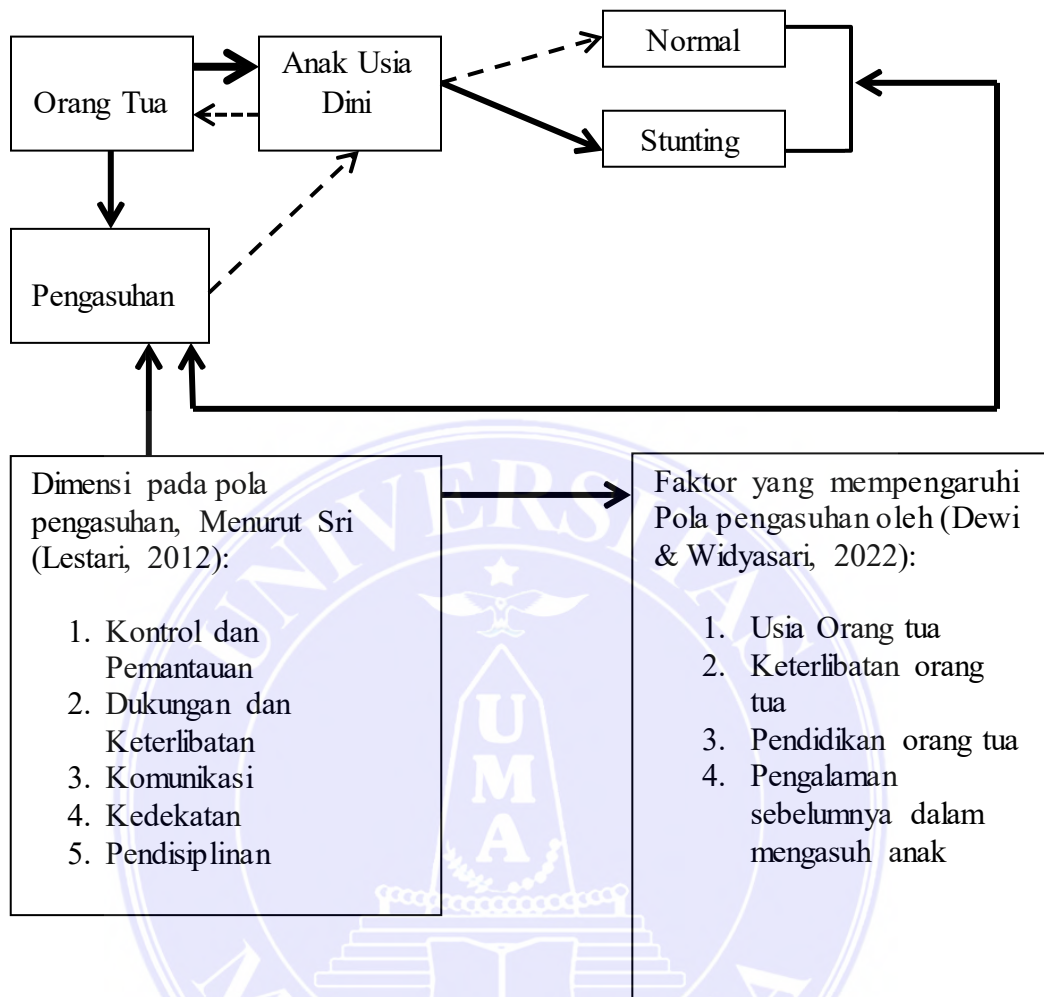 Normal
Anak Usia
Dini
Orang Tua
Stunting
Pengasuhan
Dimensi pada pola
pengasuhan, Menurut Sri
(Lestari, 2012):
1. Kontrol dan
Pemantauan
2. Dukungan dan
Keterlibatan
3. Komunikasi
4. Kedekatan
5. Pendisiplinan
Faktor yang mempengaruhi
Pola pengasuhan oleh (Dewi
& Widyasari, 2022):
1. Usia Orang tua
2. Keterlibatan orang
tua
3. Pendidikan orang tua
4. Pengalaman
sebelumnya dalam
mengasuh anak
UNIVERSITAS
UMA